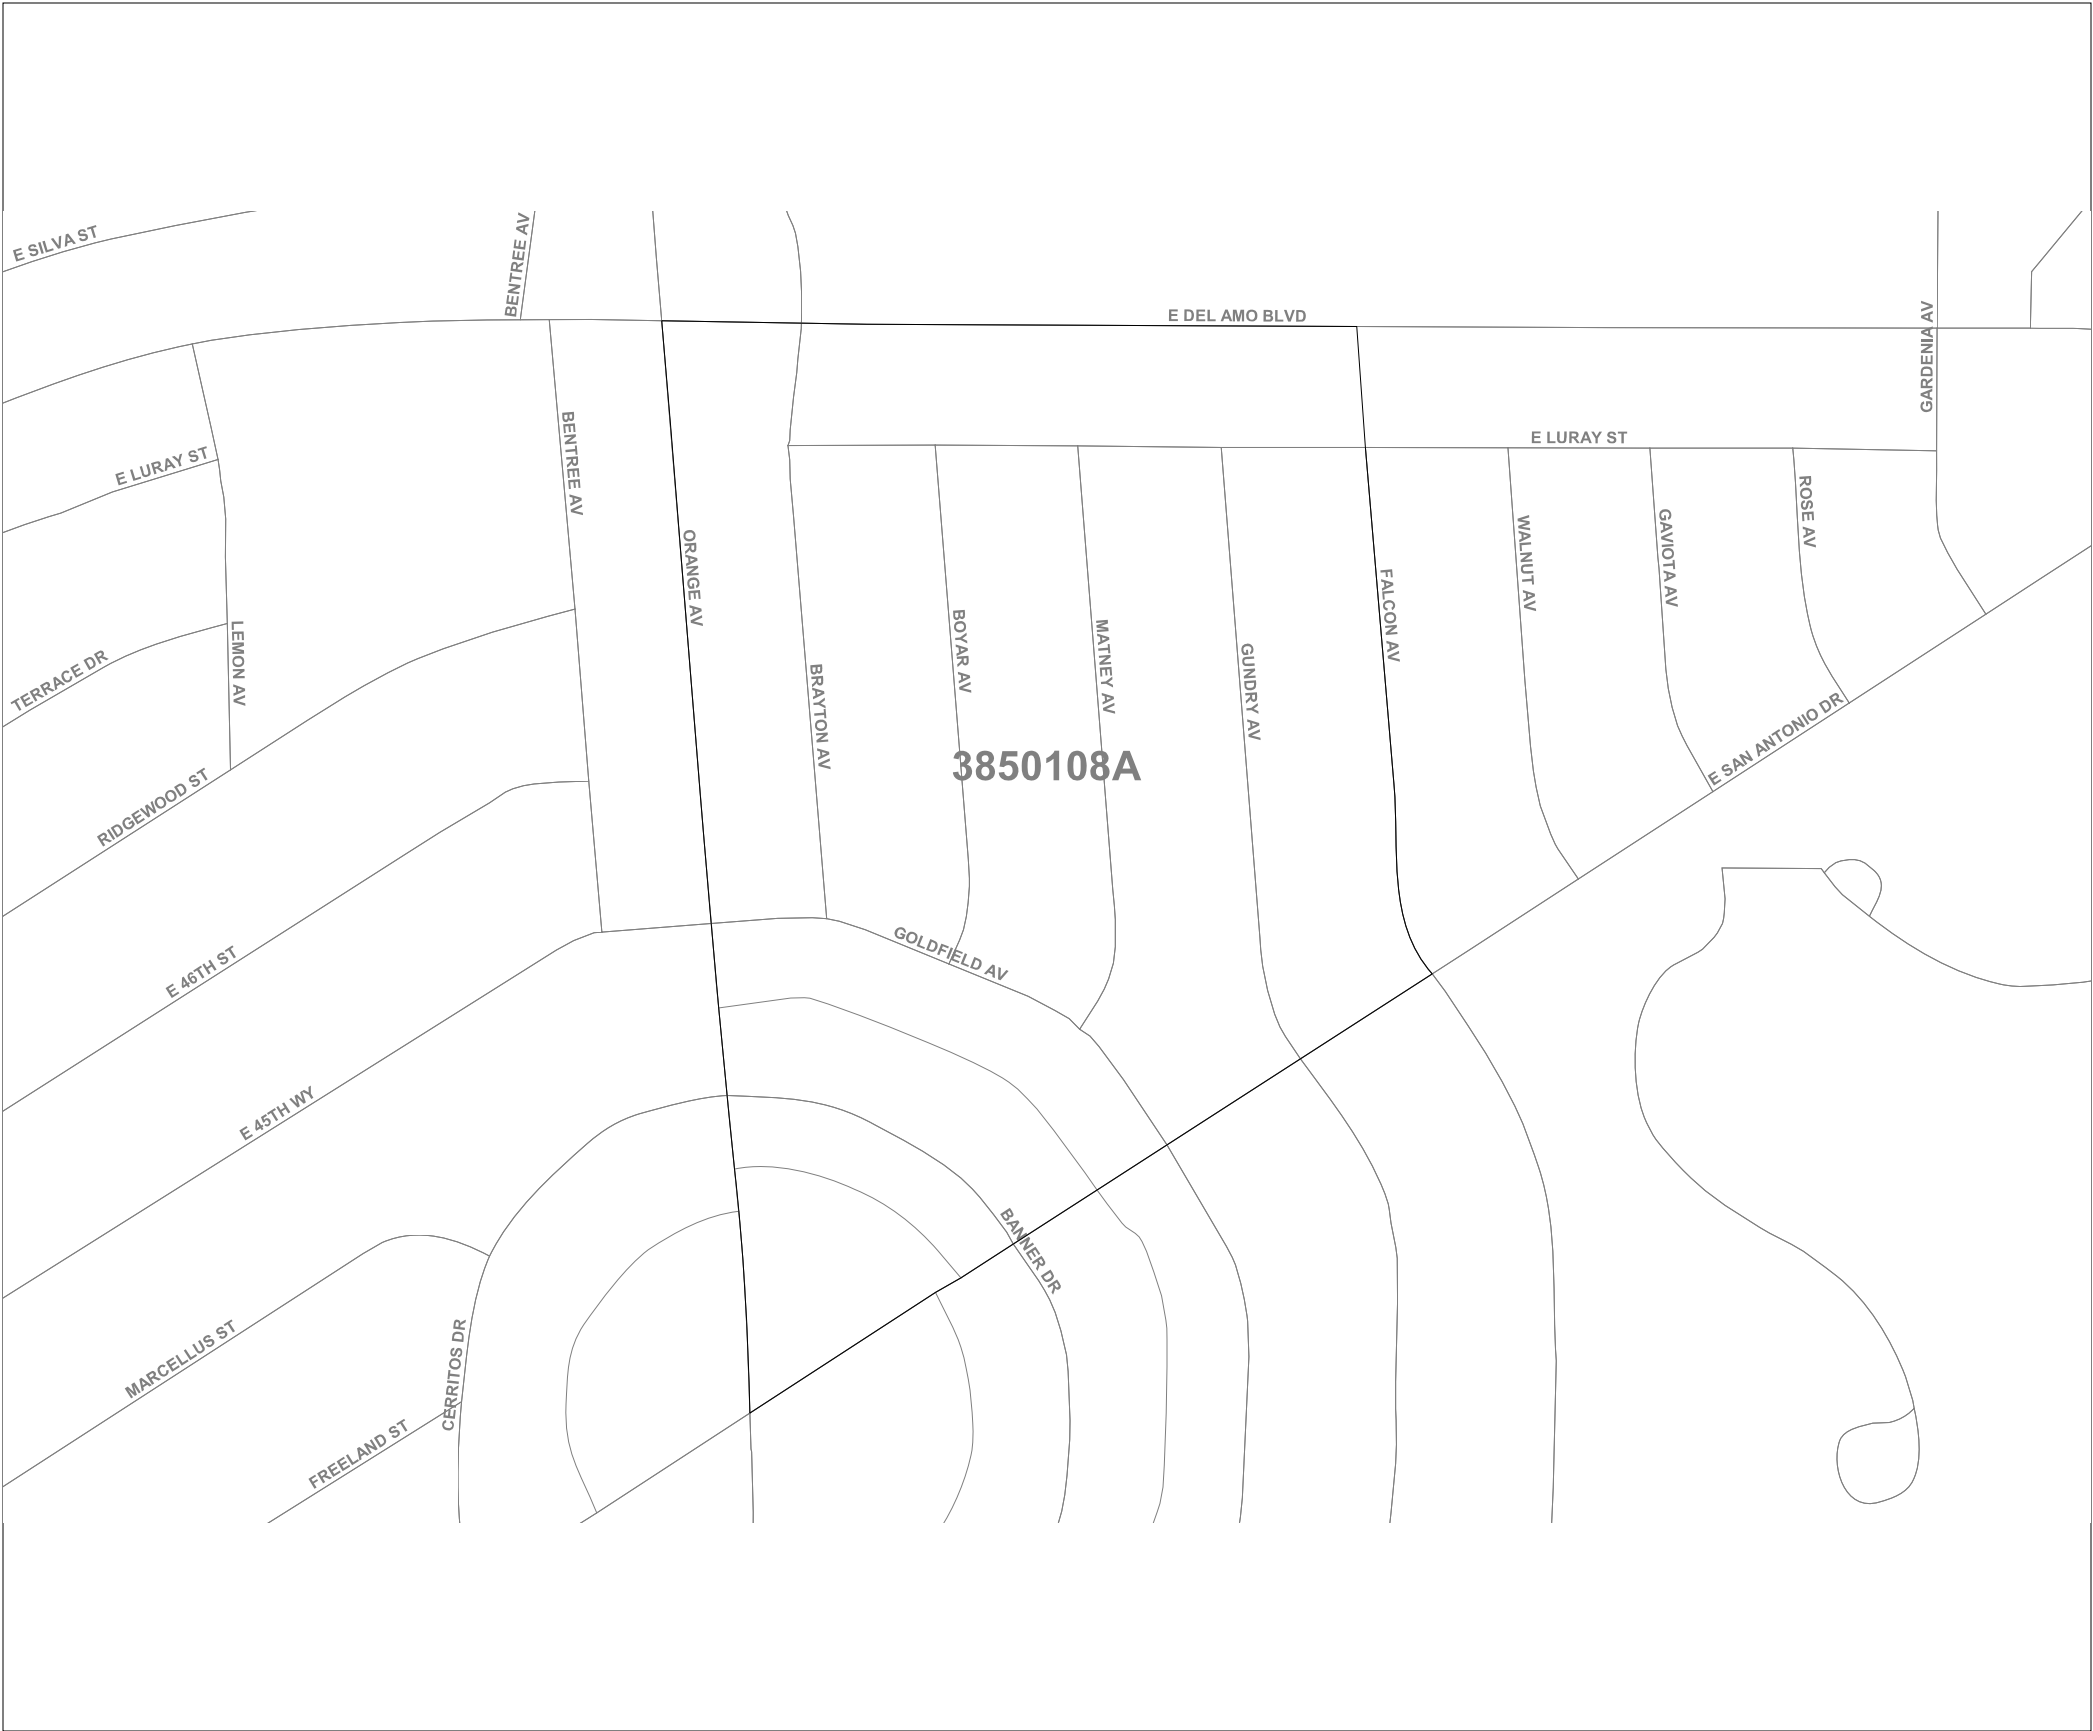 E SILVA ST
BENTREE AV
E DEL AMO BLVD
GARDENIA AV
BENTREE AV
E LURAY ST
E LURAY ST
ROSE AV
GAVIOTA AV
WALNUT AV
ORANGE AV
FALCON AV
BOYAR AV
MATNEY AV
LEMON AV
GUNDRY AV
TERRACE DR
BRAYTON AV
E SAN ANTONIO DR
3850108A
RIDGEWOOD ST
GOLDFIELD AV
E 46TH ST
E 45TH WY
BANNER DR
MARCELLUS ST
CERRITOS DR
FREELAND ST